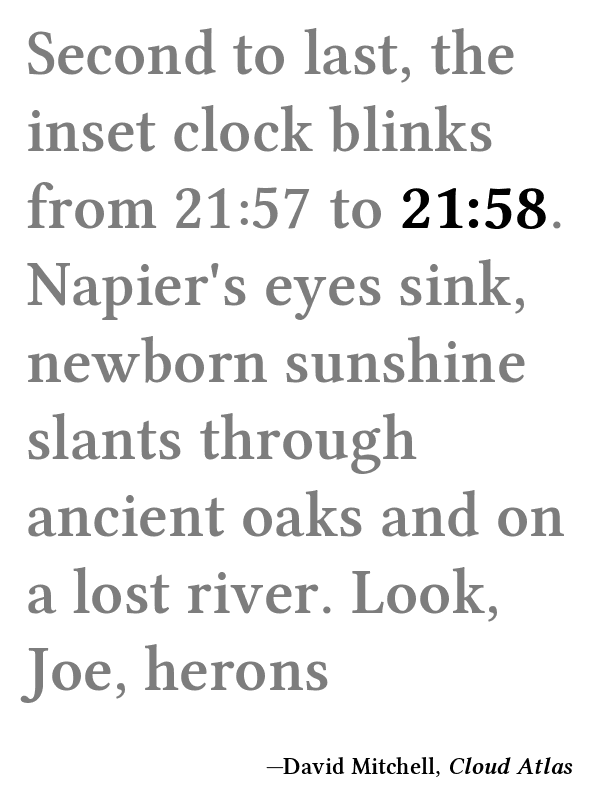 Second to last, the
inset clock blinks
from 21:57 to 21:58.
Napier's eyes sink,
newborn sunshine
slants through
ancient oaks and on
a lost river. Look,
Joe, herons
—David Mitchell, Cloud Atlas